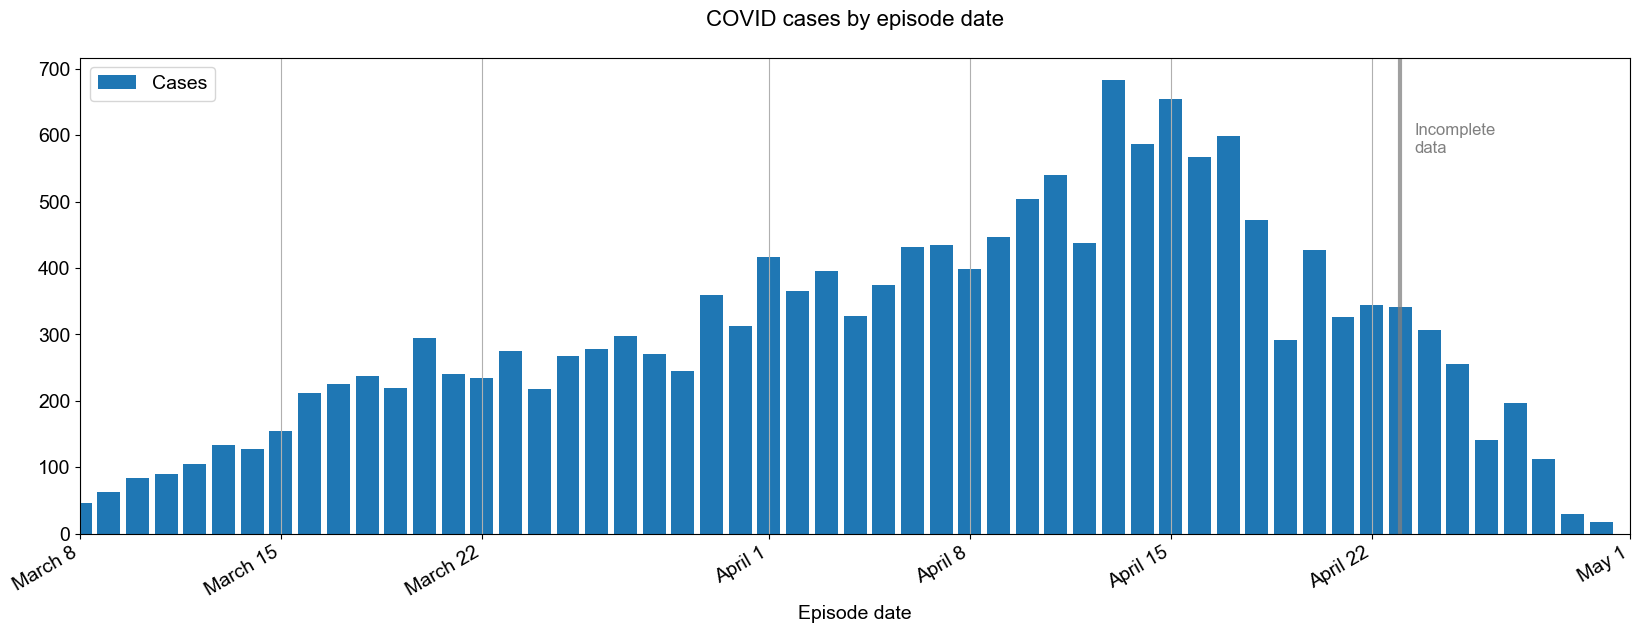 COVID cases by episode date
Cases
700
600
500
400
300
200
100
0
Incomplete
data
March 8
March 15
March 22
April 1
April 8
April 15
April 22
May 1
Episode date